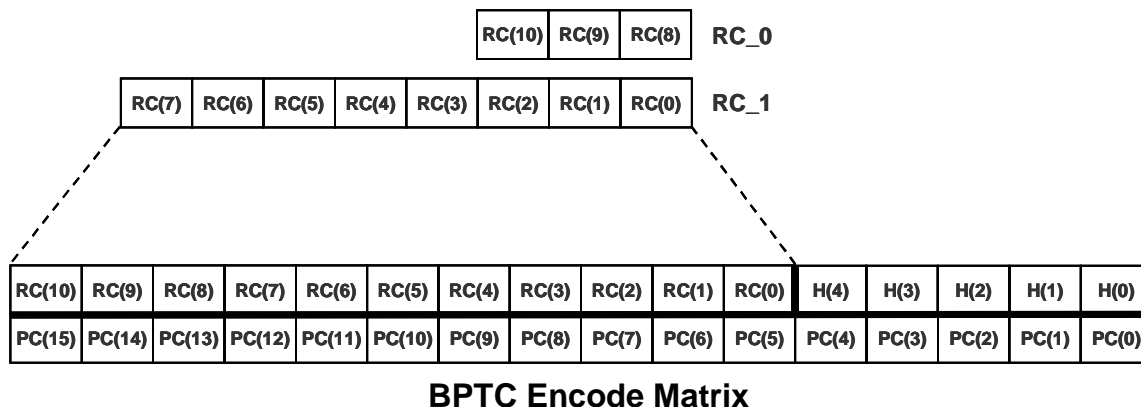 RC(10) RC(9) RC(8) RC_0
RC(7) RC(6) RC(5) RC(4) RC(3) RC(2) RC(1) RC(0) RC_1
RC(10) RC(9) RC(8) RC(7) RC(6) RC(5) RC(4) RC(3) RC(2) RC(1) RC(0) H(4) H(3) H(2) H(1) H(0)
PC(15) PC(14) PC(13) PC(12) PC(11) PC(10) PC(9) PC(8) PC(7) PC(6) PC(5) PC(4) PC(3) PC(2) PC(1) PC(0)
BPTC Encode Matrix